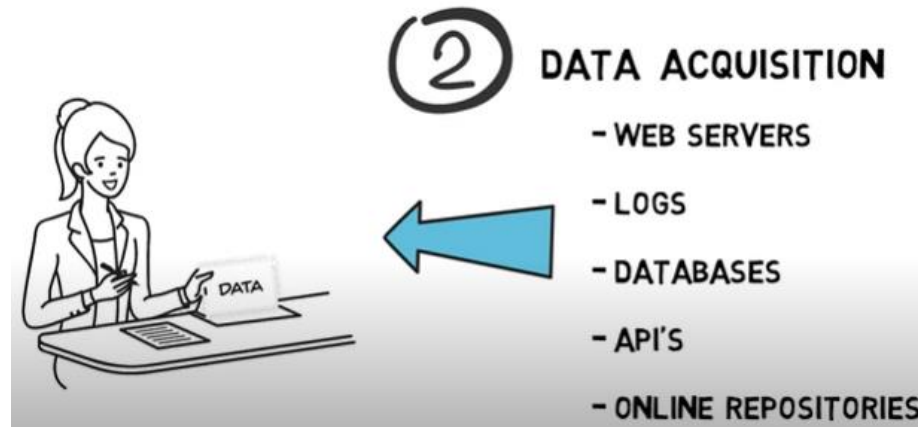 2 DATA ACQUISITION
- WEB SERVERS
- LOGS
- DATABASES
- API'S
- ONLINE REPOSITORIES
DATA